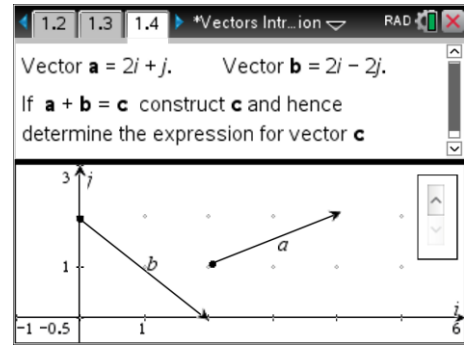 1.2 1.3 1.4 *Vectors Intr...ion RAD
Vector a = 2i + j. Vector b = 2i − 2j.
If a + b = c construct c and hence
determine the expression for vector c
3 j
a
1 b
i
-1 -0.5 1 6